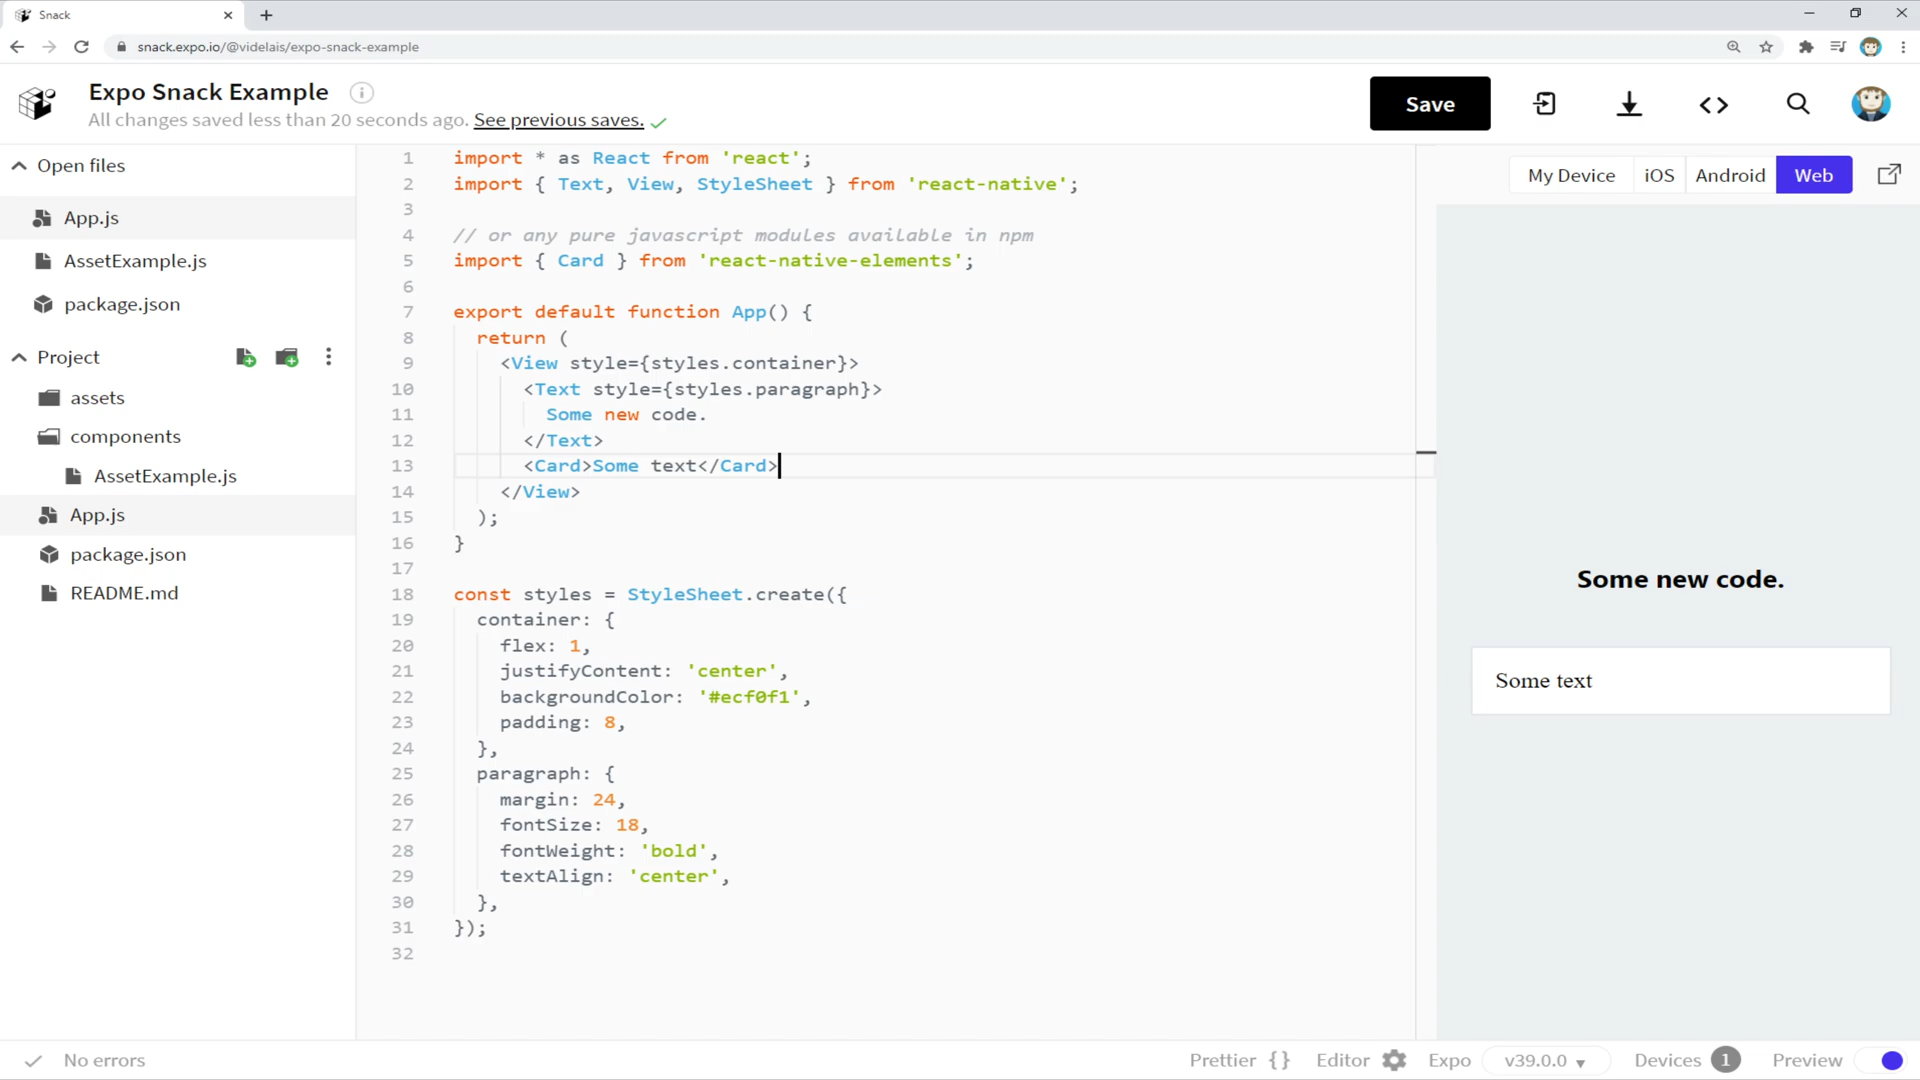 Snack
snack.expo.io/@videlais/expo-snack-example
Expo Snack Example
All changes saved less than 20 seconds ago. See previous saves.
Save
Open files
App.js
AssetExample.js
package.json
Project
assets
components
AssetExample.js
App.js
package.json
README.md
1 import * as React from 'react';
2 import { Text, View, StyleSheet } from 'react-native';
3
4 // or any pure javascript modules available in npm
5 import { Card } from 'react-native-elements';
6
7 export default function App() {
8 return (
9 <View style={styles.container}>
10 <Text style={styles.paragraph}>
11 Some new code.
12 </Text>
13 <Card>Some text</Card>
14 </View>
15 );
16 }
17
18 const styles = StyleSheet.create({
19 container: {
20 flex: 1,
21 justifyContent: 'center',
22 backgroundColor: '#ecf0f1',
23 padding: 8,
24 },
25 paragraph: {
26 margin: 24,
27 fontSize: 18,
28 fontWeight: 'bold',
29 textAlign: 'center',
30 },
31 });
32
My Device iOS Android Web
Some new code.
Some text
No errors
Prettier {} Editor Expo v39.0.0 Devices 1 Preview